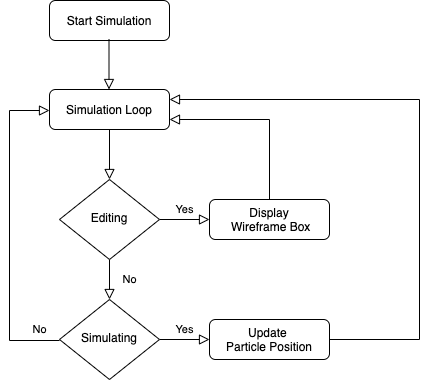 Start Simulation
Simulation Loop
Editing
Yes
Display
Wireframe Box
No
Simulating
No
Yes
Update
Particle Position